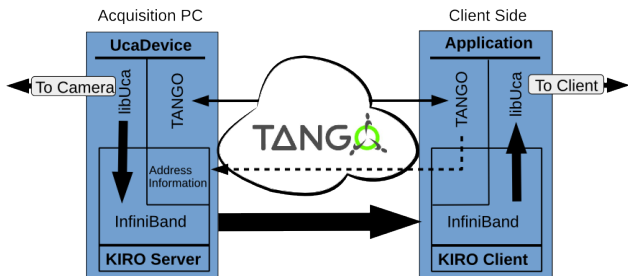 Acquisition PC
Client Side
UcaDevice
Application
To Camera
libUca
TANGO
TANGO
TANGO
libUca
To Client
Address
Information
InfiniBand
InfiniBand
KIRO Server
KIRO Client